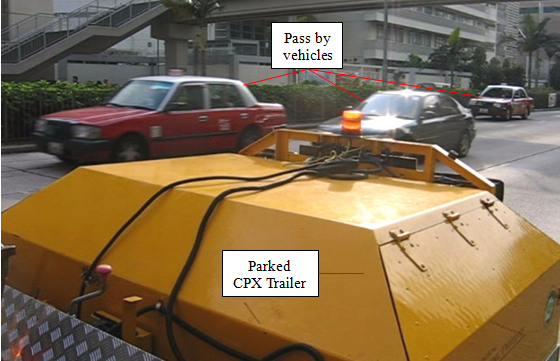 Pass by
vehicles
Parked
CPX Trailer